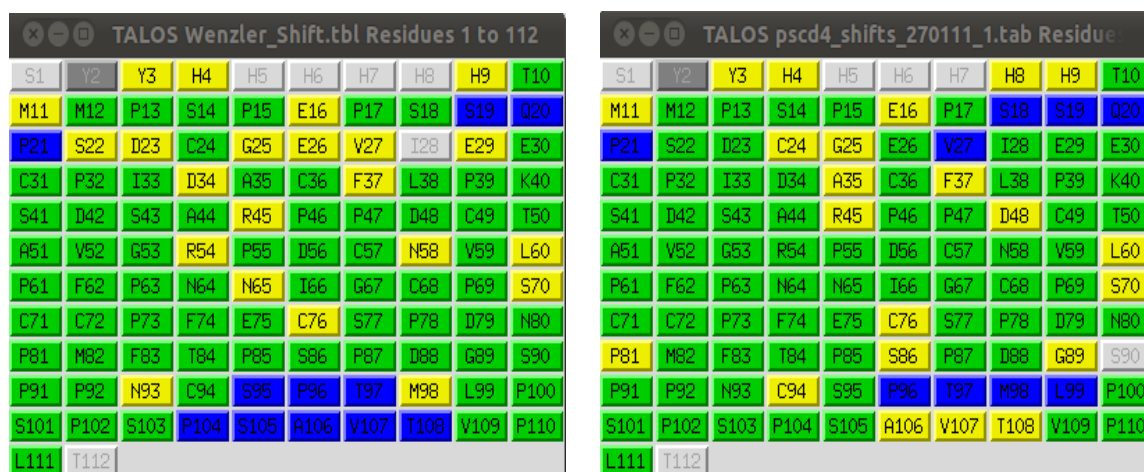 TALOS Wenzler_Shift.tbl Residues 1 to 112
S1 Y2 Y3 H4 H5 H6 H7 H8 H9 T10
M11 M12 P13 S14 P15 E16 P17 S18 S19 Q20
P21 S22 D23 C24 G25 E26 V27 I28 E29 E30
C31 P32 I33 D34 A35 C36 F37 L38 P39 K40
S41 D42 S43 A44 R45 P46 P47 D48 C49 T50
A51 V52 G53 R54 P55 D56 C57 N58 V59 L60
P61 F62 P63 N64 N65 I66 G67 C68 P69 S70
C71 C72 P73 F74 E75 C76 S77 P78 D79 N80
P81 M82 F83 T84 P85 S86 P87 D88 G89 S90
P91 P92 N93 C94 S95 P96 T97 M98 L99 P100
S101 P102 S103 P104 S105 A106 V107 T108 V109 P110
L111 T112
TALOS pscd4_shifts_270111_1.tab Residue
S1 Y2 Y3 H4 H5 H6 H7 H8 H9 T10
M11 M12 P13 S14 P15 E16 P17 S18 S19 Q20
P21 S22 D23 C24 G25 E26 V27 I28 E29 E30
C31 P32 I33 D34 A35 C36 F37 L38 P39 K40
S41 D42 S43 A44 R45 P46 P47 D48 C49 T50
A51 V52 G53 R54 P55 D56 C57 N58 V59 L60
P61 F62 P63 N64 N65 I66 G67 C68 P69 S70
C71 C72 P73 F74 E75 C76 S77 P78 D79 N80
P81 M82 F83 T84 P85 S86 P87 D88 G89 S90
P91 P92 N93 C94 S95 P96 T97 M98 L99 P100
S101 P102 S103 P104 S105 A106 V107 T108 V109 P110
L111 T112